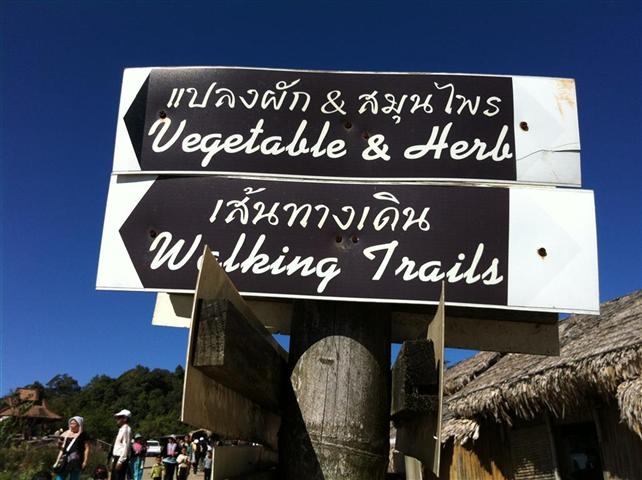 แปลงผัก & สมุนไพร
Vegetable & Herb
เส้นทางเดิน
Walking Trails